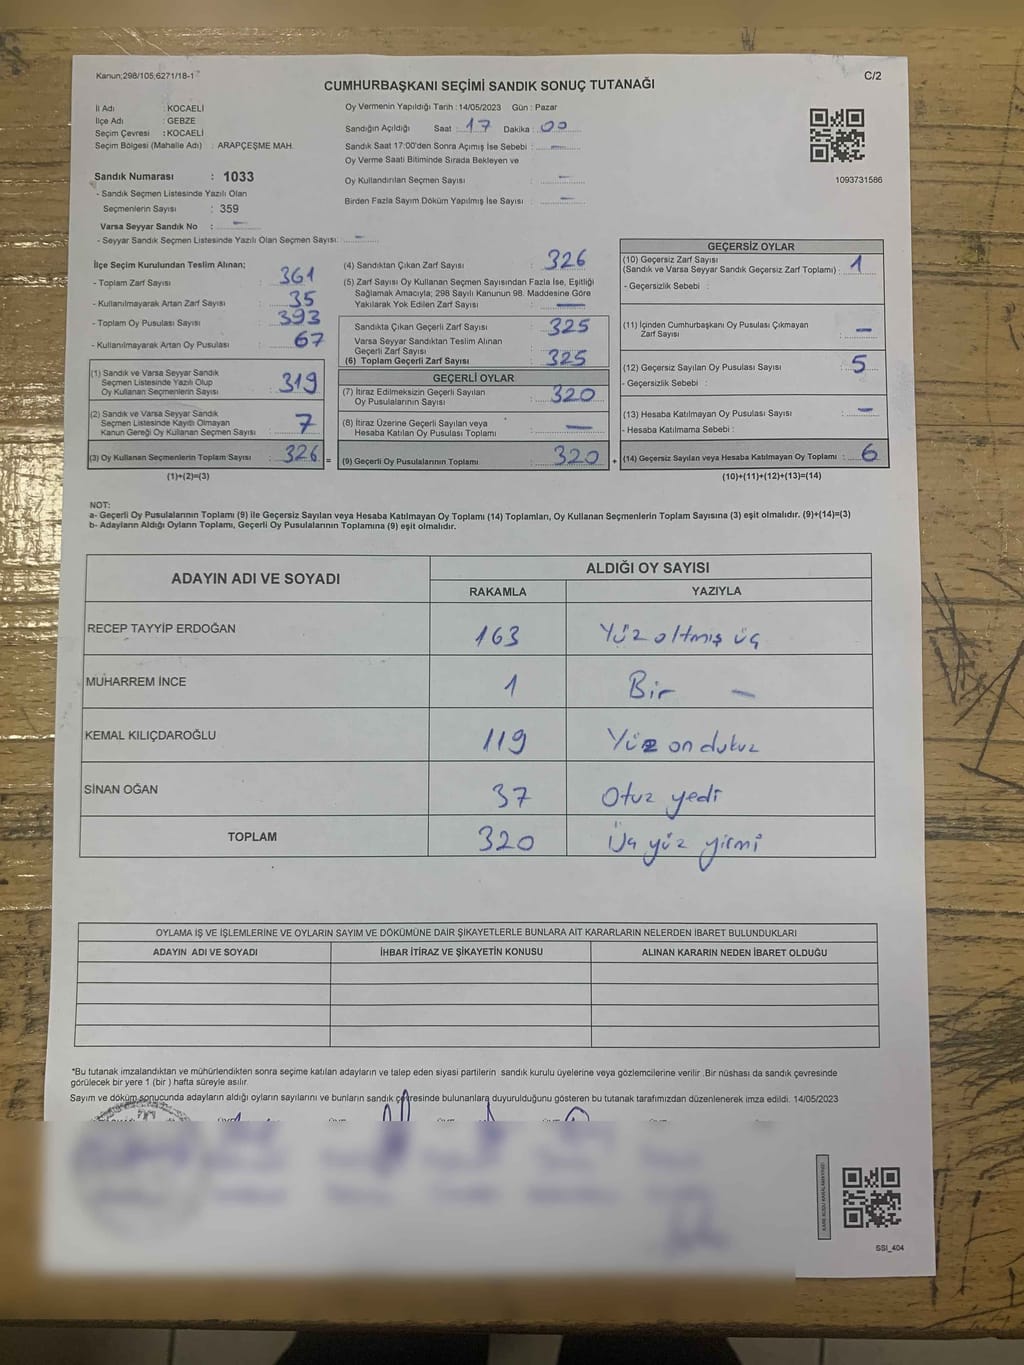 Kanun;298/105,6271/18-1
C/2
CUMHURBAŞKANI SEÇİMİ SANDIK SONUÇ TUTANAĞI
İl Adı : KOCAELİ
İlçe Adı : GEBZE
Seçim Çevresi : KOCAELİ
Seçim Bölgesi (Mahalle Adı) : ARAPÇEŞME MAH.
Sandık Numarası : 1033
- Sandık Seçmen Listesinde Yazılı Olan
Seçmenlerin Sayısı : 359
Varsa Seyyar Sandık No : —
- Seyyar Sandık Seçmen Listesinde Yazılı Olan Seçmen Sayısı: —
Oy Vermenin Yapıldığı Tarih : 14/05/2023 Gün : Pazar
Sandığın Açıldığı Saat : 17 Dakika : 00
Sandık Saat 17:00'den Sonra Açımış İse Sebebi : —
Oy Verme Saati Bitiminde Sırada Bekleyen ve
Oy Kullandırılan Seçmen Sayısı : —
Birden Fazla Sayım Döküm Yapılmış İse Sayısı : —
1093731586
İlçe Seçim Kurulundan Teslim Alınan;
- Toplam Zarf Sayısı : 361
- Kullanılmayarak Artan Zarf Sayısı : 35
- Toplam Oy Pusulası Sayısı : 393
- Kullanılmayarak Artan Oy Pusulası : 67
(1) Sandık ve Varsa Seyyar Sandık
Seçmen Listesinde Yazılı Olup
Oy Kullanan Seçmenlerin Sayısı : 319
(2) Sandık ve Varsa Seyyar Sandık
Seçmen Listesinde Kayıtlı Olmayan
Kanun Gereği Oy Kullanan Seçmen Sayısı : 7
(3) Oy Kullanan Seçmenlerin Toplam Sayısı : 326 =
(1)+(2)=(3)
(4) Sandıktan Çıkan Zarf Sayısı : 326
(5) Zarf Sayısı Oy Kullanan Seçmen Sayısından Fazla İse, Eşitliği
Sağlamak Amacıyla; 298 Sayılı Kanunun 98. Maddesine Göre
Yakılarak Yok Edilen Zarf Sayısı : —
Sandıkta Çıkan Geçerli Zarf Sayısı : 325
Varsa Seyyar Sandıktan Teslim Alınan
Geçerli Zarf Sayısı :
(6) Toplam Geçerli Zarf Sayısı : 325
GEÇERLİ OYLAR
(7) İtiraz Edilmeksizin Geçerli Sayılan
Oy Pusulalarının Sayısı : 320
(8) İtiraz Üzerine Geçerli Sayılan veya
Hesaba Katılan Oy Pusulası Toplamı : —
(9) Geçerli Oy Pusulalarının Toplamı : 320 +
GEÇERSİZ OYLAR
(10) Geçersiz Zarf Sayısı
(Sandık ve Varsa Seyyar Sandık Geçersiz Zarf Toplamı) : 1
- Geçersizlik Sebebi :
(11) İçinden Cumhurbaşkanı Oy Pusulası Çıkmayan
Zarf Sayısı : —
(12) Geçersiz Sayılan Oy Pusulası Sayısı : 5
- Geçersizlik Sebebi :
(13) Hesaba Katılmayan Oy Pusulası Sayısı : —
- Hesaba Katılmama Sebebi :
(14) Geçersiz Sayılan veya Hesaba Katılmayan Oy Toplamı : 6
(10)+(11)+(12)+(13)=(14)
NOT:
a- Geçerli Oy Pusulalarının Toplamı (9) ile Geçersiz Sayılan veya Hesaba Katılmayan Oy Toplamı (14) Toplamları, Oy Kullanan Seçmenlerin Toplam Sayısına (3) eşit olmalıdır. (9)+(14)=(3)
b- Adayların Aldığı Oyların Toplamı, Geçerli Oy Pusulalarının Toplamına (9) eşit olmalıdır.
ADAYIN ADI VE SOYADI
ALDIĞI OY SAYISI
RAKAMLA YAZIYLA
RECEP TAYYİP ERDOĞAN 163 Yüz altmış üç
MUHARREM İNCE 1 Bir —
KEMAL KILIÇDAROĞLU 119 Yüz on dokuz
SİNAN OĞAN 37 Otuz yedi
TOPLAM 320 Üç yüz yirmi
OYLAMA İŞ VE İŞLEMLERİNE VE OYLARIN SAYIM VE DÖKÜMÜNE DAİR ŞİKAYETLERLE BUNLARA AİT KARARLARIN NELERDEN İBARET BULUNDUKLARI
ADAYIN ADI VE SOYADI İHBAR İTİRAZ VE ŞİKAYETİN KONUSU ALINAN KARARIN NEDEN İBARET OLDUĞU
*Bu tutanak imzalandıktan ve mühürlendikten sonra seçime katılan adayların ve talep eden siyasi partilerin sandık kurulu üyelerine veya gözlemcilerine verilir .Bir nüshası da sandık çevresinde
görülecek bir yere 1 (bir ) hafta süreyle asılır.
Sayım ve döküm sonucunda adayların aldığı oyların sayılarını ve bunların sandık çevresinde bulunanlara duyurulduğunu gösteren bu tutanak tarafımızdan düzenlenerek imza edildi. 14/05/2023
SSI_404